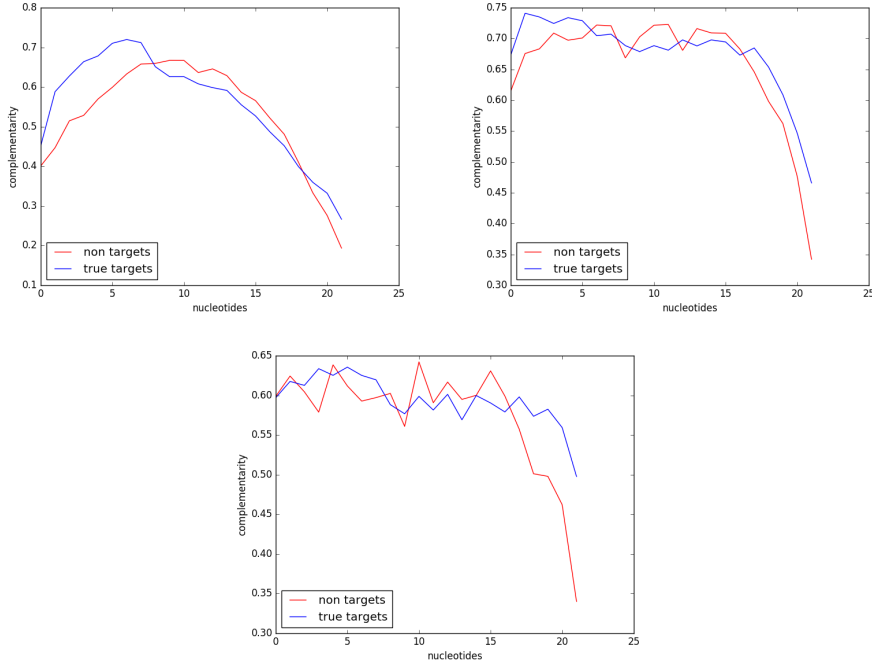 0.8
0.7
0.6
0.5
0.4
0.3
0.2
0.1
complementarity
non targets
true targets
0 5 10 15 20 25
nucleotides
0.75
0.70
0.65
0.60
0.55
0.50
0.45
0.40
0.35
0.30
complementarity
non targets
true targets
0 5 10 15 20 25
nucleotides
0.65
0.60
0.55
0.50
0.45
0.40
0.35
0.30
complementarity
non targets
true targets
0 5 10 15 20 25
nucleotides